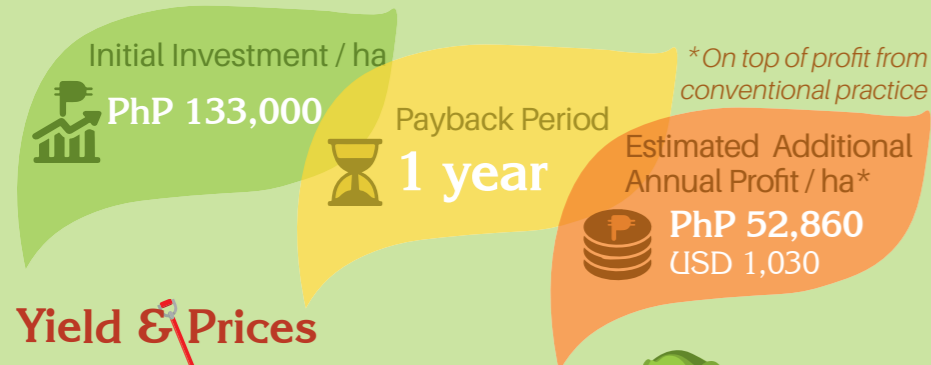 Initial Investment / ha
PhP 133,000
Payback Period
1 year
*On top of profit from
conventional practice
Estimated Additional
Annual Profit / ha*
PhP 52,860
USD 1,030
Yield & Prices